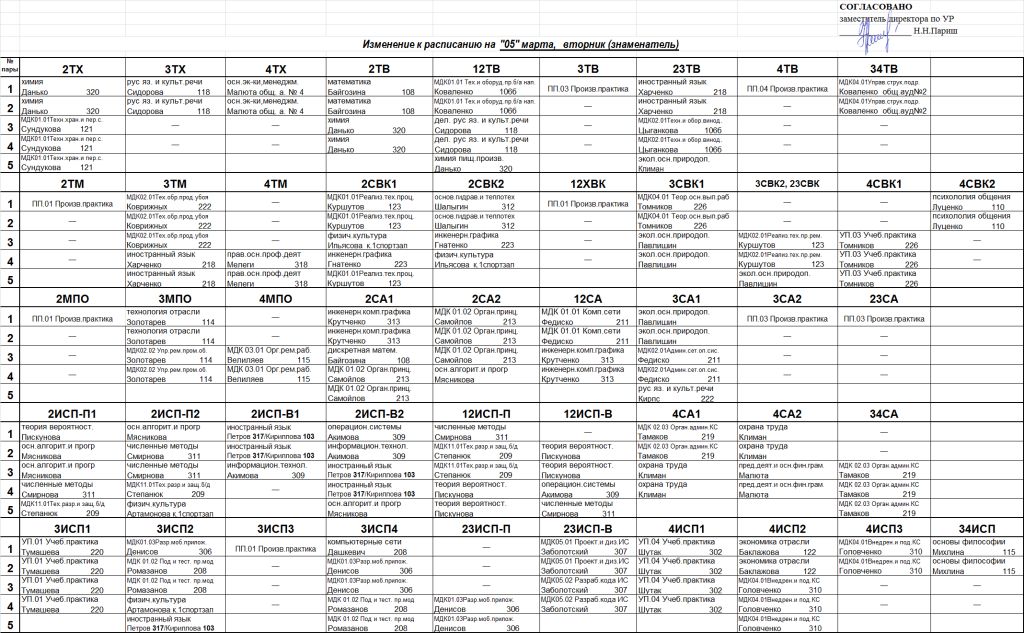 СОГЛАСОВАНО
заместитель директора по УР
Н.Н.Париш
Изменение к расписанию на "05" марта, вторник (знаменатель)
№ пары 2ТХ 3ТХ 4ТХ 2ТВ 12ТВ 3ТВ 23ТВ 4ТВ 34ТВ
1 химия рус яз. и культ.речи осн.эк-ки,менеджм. математика МДК01.01 Тех.и оборуд.пр.б/а нап. ПП.03 Произв.практика иностранный язык ПП.04 Произв.практика МДК04.01Управ струк.подр.
Данько 320 Сидорова 118 Малюта общ. а. № 4 Байгозина 108 Коваленко 106б Харченко 218 Коваленко общ.ауд№2
2 химия рус яз. и культ.речи осн.эк-ки,менеджм. математика МДК01.01 Тех.и оборуд.пр.б/а нап. — иностранный язык — МДК04.01Управ струк.подр.
Данько 320 Сидорова 118 Малюта общ. а. № 4 Байгозина 108 Коваленко 106б Харченко 218 Коваленко общ.ауд№2
3 МДК01.01Техн.хран.и пер.с. — — химия дел. рус яз. и культ.речи — МДК02.01Техн.и обор.винод. — —
Сундукова 121 Данько 320 Сидорова 118 Цыганкова 106б
4 МДК01.01Техн.хран.и пер.с. — — химия дел. рус яз. и культ.речи — МДК02.01Техн.и обор.винод. — —
Сундукова 121 Данько 320 Сидорова 118 Цыганкова 106б
5 МДК01.01Техн.хран.и пер.с. химия пищ.произв. экол.осн.природоп.
Сундукова 121 Данько 320 Климан
2ТМ 3ТМ 4ТМ 2СВК1 2СВК2 12ХВК 3СВК1 3СВК2, 23СВК 4СВК1 4СВК2
1 ПП.01 Произв.практика МДК02.01Тех.обр.прод.убоя — МДК01.01Реализ.тех.проц. основ.гидрав.и теплотех ПП.01 Произв.практика МДК04.01 Теор.осн.вып.раб — — психология общения
Коврижных 222 Куршутов 123 Шалыгин 312 Томников 226 Луценко 110
2 — МДК02.01Тех.обр.прод.убоя — МДК01.01Реализ.тех.проц. основ.гидрав.и теплотех — МДК04.01 Теор.осн.вып.раб — — психология общения
Коврижных 222 Куршутов 123 Шалыгин 312 Томников 226 Луценко 110
3 — МДК02.01Тех.обр.прод.убоя — физич.культура инженерн.графика — экол.осн.природоп. МДК02.01Реализ.тех.пр.рем. УП.03 Учеб.практика —
Коврижных 222 Ильясова к.1спортзал Гнатенко 223 Павлишин Куршутов 123 Томников 226
4 — иностранный язык прав.осн.проф.деят инженерн.графика физич.культура — экол.осн.природоп. МДК02.01Реализ.тех.пр.рем. УП.03 Учеб.практика —
Харченко 218 Мелеги 318 Гнатенко 223 Ильясова к.1спортзал Павлишин Куршутов 123 Томников 226
5 иностранный язык прав.осн.проф.деят МДК01.01Реализ.тех.проц. экол.осн.природоп. УП.03 Учеб.практика
Харченко 218 Мелеги 318 Куршутов 123 Павлишин Томников 226
2МПО 3МПО 4МПО 2СА1 2СА2 12СА 3СА1 3СА2 23СА
1 ПП.01 Произв.практика технология отрасли — инженерн.комп.графика МДК 01.02 Орган.принц. МДК 01.01 Комп.сети экол.осн.природоп. ПП.03 Произв.практика ПП.03 Произв.практика
Золотарев 114 Крутченко 313 Самойлов 213 Федиско 211 Павлишин
2 — технология отрасли — инженерн.комп.графика МДК 01.02 Орган.принц. МДК 01.01 Комп.сети экол.осн.природоп. — —
Золотарев 114 Крутченко 313 Самойлов 213 Федиско 211 Павлишин
3 — МДК02.02 Упр.рем.пром.об. МДК 03.01 Орг.рем.раб. дискретная матем. МДК 01.02 Орган.принц. инженерн.комп.графика МДК02.01Админ.сет.оп.сис. — —
Золотарев 114 Велиляев 115 Байгозина 108 Самойлов 213 Крутченко 313 Федиско 211
4 — МДК02.02 Упр.рем.пром.об. МДК 03.01 Орг.рем.раб. МДК 01.02 Орган.принц. осн.алгорит.и прогр инженерн.комп.графика МДК02.01Админ.сет.оп.сис. — —
Золотарев 114 Велиляев 115 Самойлов 213 Мясникова Крутченко 313 Федиско 211
5 МДК 01.02 Орган.принц. рус яз. и культ.речи
Самойлов 213 Кирпс 222
2ИСП-П1 2ИСП-П2 2ИСП-В1 2ИСП-В2 12ИСП-П 12ИСП-В 4СА1 4СА2 34СА
1 теория вероятност. осн.алгорит.и прогр иностранный язык операцион.системы численные методы — МДК 02.03 Орган.админ.КС охрана труда —
Пискунова Мясникова Петров 317/Кириллова 103 Акимова 309 Смирнова 311 Тамаков 219 Климан
2 осн.алгорит.и прогр численные методы иностранный язык информацион.технол. МДК11.01Тех.разр.и защ.б/д теория вероятност. МДК 02.03 Орган.админ.КС охрана труда —
Мясникова Смирнова 311 Петров 317/Кириллова 103 Акимова 309 Степанюк 209 Пискунова Тамаков 219 Климан
3 осн.алгорит.и прогр численные методы информацион.технол. иностранный язык МДК11.01Тех.разр.и защ.б/д теория вероятност. охрана труда пред.деят.и осн.фин.грам. МДК 02.03 Орган.админ.КС
Мясникова Смирнова 311 Акимова 309 Петров 317/Кириллова 103 Степанюк 209 Пискунова Климан Малюта Тамаков 219
4 численные методы МДК11.01Тех.разр.и защ.б/д — иностранный язык теория вероятност. операцион.системы охрана труда пред.деят.и осн.фин.грам. МДК 02.03 Орган.админ.КС
Смирнова 311 Степанюк 209 Петров 317/Кириллова 103 Пискунова Акимова 309 Климан Малюта Тамаков 219
5 МДК11.01Тех.разр.и защ.б/д физич.культура осн.алгорит.и прогр теория вероятност. численные методы МДК 02.03 Орган.админ.КС
Степанюк 209 Артамонова к.1спортзал Мясникова Пискунова Смирнова 311 Тамаков 219
3ИСП1 3ИСП2 3ИСП3 3ИСП4 23ИСП-П 23ИСП-В 4ИСП1 4ИСП2 4ИСП3 34ИСП
1 УП.01 Учеб.практика МДК01.03Разр.моб.прилож. ПП.01 Произв.практика компьютерные сети — МДК05.01 Проект.и диз.ИС УП.04 Учеб.практика экономика отрасли МДК04.01Внедрен.и под.КС основы философии
Тумашева 220 Денисов 306 Дашкевич 208 Заболотский 307 Шутак 302 Баклажова 122 Головченко 310 Михлина 115
2 УП.01 Учеб.практика МДК 01.02 Под.и тест. пр.мод — МДК01.03Разр.моб.прилож. — МДК05.01 Проект.и диз.ИС УП.04 Учеб.практика экономика отрасли МДК04.01Внедрен.и под.КС основы философии
Тумашева 220 Ромазанов 208 Денисов 306 Заболотский 307 Шутак 302 Баклажова 122 Головченко 310 Михлина 115
3 УП.01 Учеб.практика МДК 01.02 Под.и тест. пр.мод — МДК01.03Разр.моб.прилож. — МДК05.02 Разраб.кода ИС УП.04 Учеб.практика МДК04.01Внедрен.и под.КС — —
Тумашева 220 Ромазанов 208 Денисов 306 Заболотский 307 Шутак 302 Головченко 310
4 УП.01 Учеб.практика физич.культура — МДК 01.02 Под.и тест. пр.мод МДК01.03Разр.моб.прилож. МДК05.02 Разраб.кода ИС УП.04 Учеб.практика МДК04.01Внедрен.и под.КС — —
Тумашева 220 Артамонова к.1спортзал Ромазанов 208 Денисов 306 Заболотский 307 Шутак 302 Головченко 310
5 иностранный язык МДК 01.02 Под.и тест. пр.мод МДК01.03Разр.моб.прилож. МДК04.01Внедрен.и под.КС
Петров 317/Кириллова 103 Ромазанов 208 Денисов 306 Головченко 310